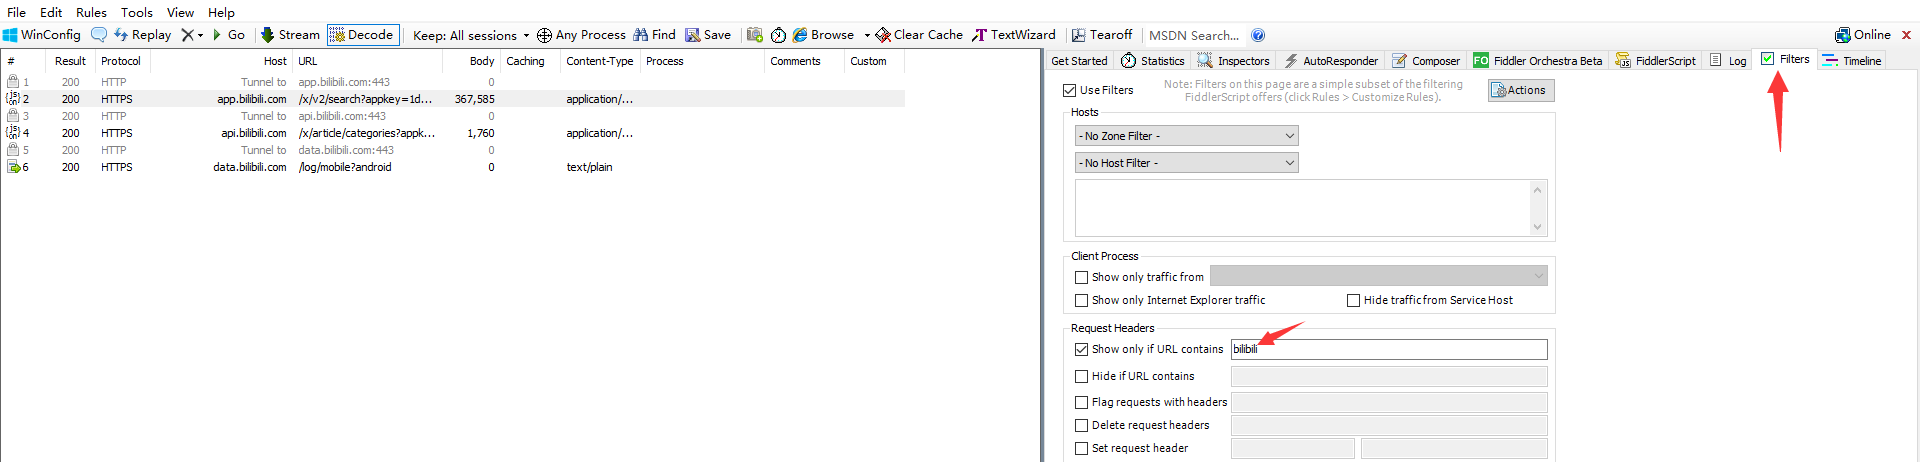 File Edit Rules Tools View Help
WinConfig Replay Go Stream Decode Keep: All sessions Any Process Find Save Browse Clear Cache TextWizard Tearoff MSDN Search... Online
# Result Protocol Host URL Body Caching Content-Type Process Comments Custom
1 200 HTTP Tunnel to app.bilibili.com:443 0
2 200 HTTPS app.bilibili.com /x/v2/search?appkey=1d... 367,585 application/...
3 200 HTTP Tunnel to api.bilibili.com:443 0
4 200 HTTPS api.bilibili.com /x/article/categories?appk... 1,760 application/...
5 200 HTTP Tunnel to data.bilibili.com:443 0
6 200 HTTPS data.bilibili.com /log/mobile?android 0 text/plain
Get Started Statistics Inspectors AutoResponder Composer FO Fiddler Orchestra Beta FiddlerScript Log Filters Timeline
Use Filters
Note: Filters on this page are a simple subset of the filtering
FiddlerScript offers (click Rules > Customize Rules).
Actions
Hosts
- No Zone Filter -
- No Host Filter -
Client Process
Show only traffic from
Show only Internet Explorer traffic Hide traffic from Service Host
Request Headers
Show only if URL contains bilibili
Hide if URL contains
Flag requests with headers
Delete request headers
Set request header